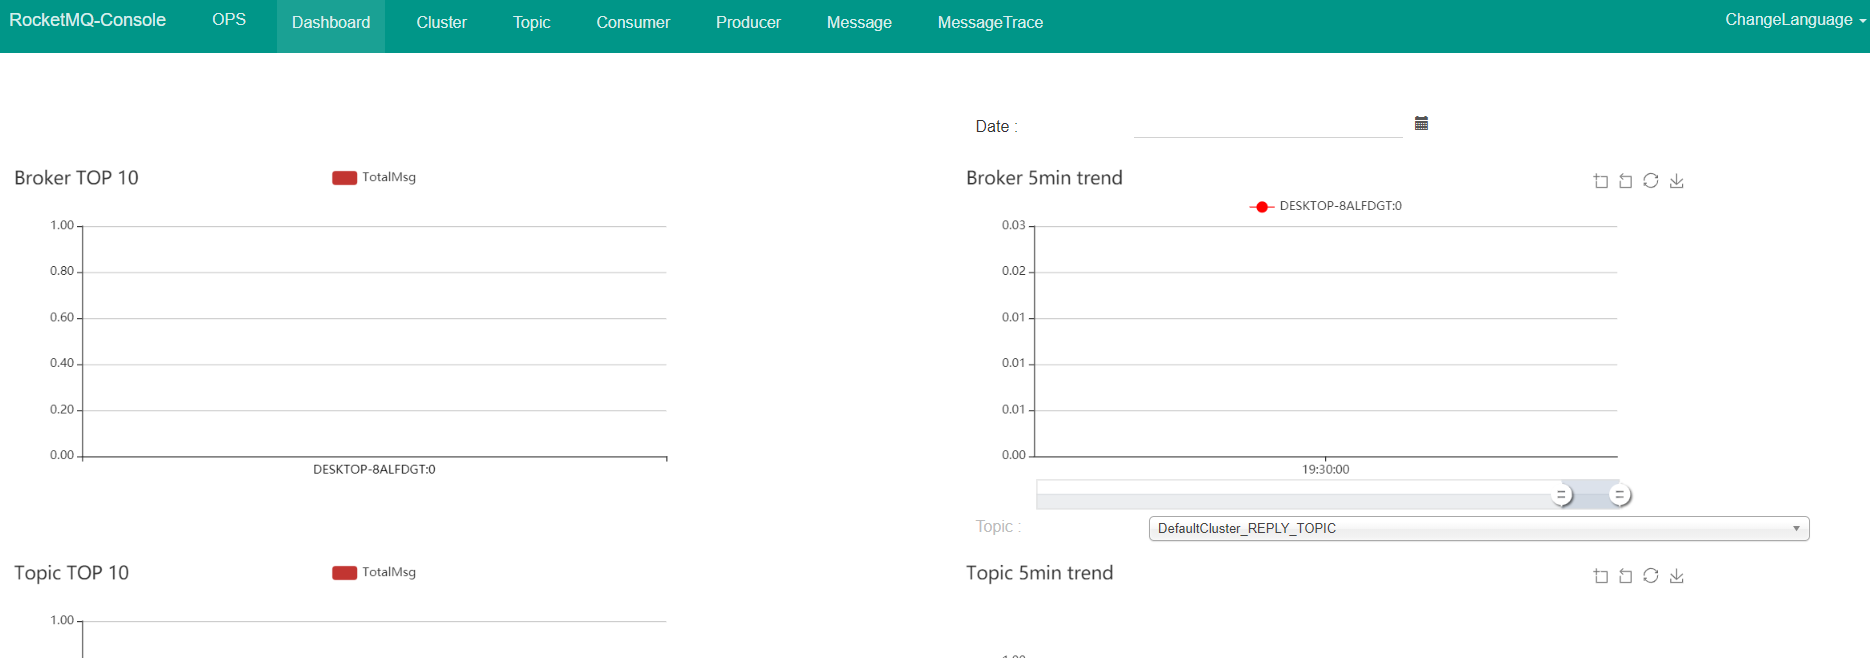 RocketMQ-Console OPS Dashboard Cluster Topic Consumer Producer Message MessageTrace ChangeLanguage
Date :
Broker TOP 10
TotalMsg
1.00
0.80
0.60
0.40
0.20
0.00
DESKTOP-8ALFDGT:0
Broker 5min trend
DESKTOP-8ALFDGT:0
0.03
0.02
0.01
0.01
0.01
0.00
19:30:00
Topic :
DefaultCluster_REPLY_TOPIC
Topic TOP 10
TotalMsg
1.00
Topic 5min trend